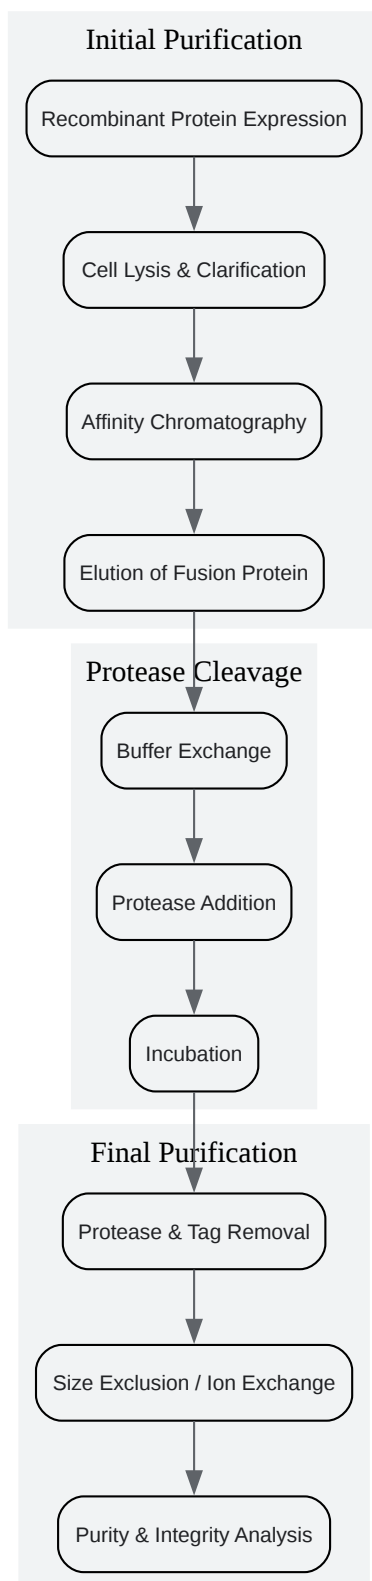 Initial Purification
Recombinant Protein Expression
Cell Lysis & Clarification
Affinity Chromatography
Elution of Fusion Protein
Protease Cleavage
Buffer Exchange
Protease Addition
Incubation
Final Purification
Protease & Tag Removal
Size Exclusion / Ion Exchange
Purity & Integrity Analysis